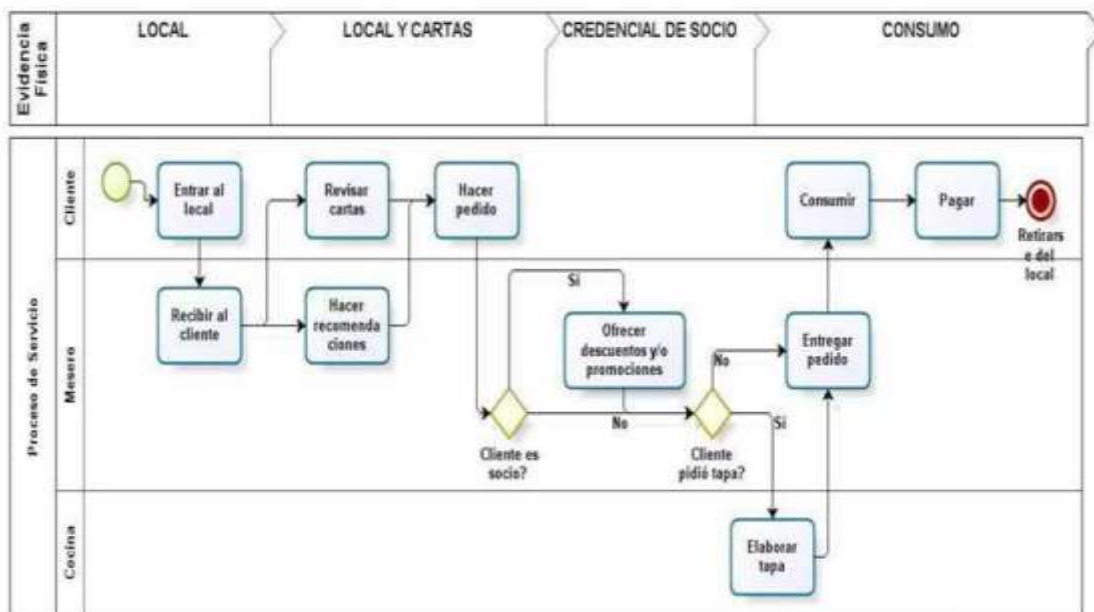 Evidencia
Física
LOCAL
LOCAL Y CARTAS
CREDENCIAL DE SOCIO
CONSUMO
Proceso de Servicio
Cliente
Entrar al
local
Revisar
cartas
Hacer
pedido
Consumir
Pagar
Retirars
e del
local
Mesero
Recibir al
cliente
Hacer
recomenda
ciones
Sí
Ofrecer
descuentos y/o
promociones
No
Entregar
pedido
No
Sí
Cliente es
socio?
Cliente
pidió tapa?
Cocina
Elaborar
tapa